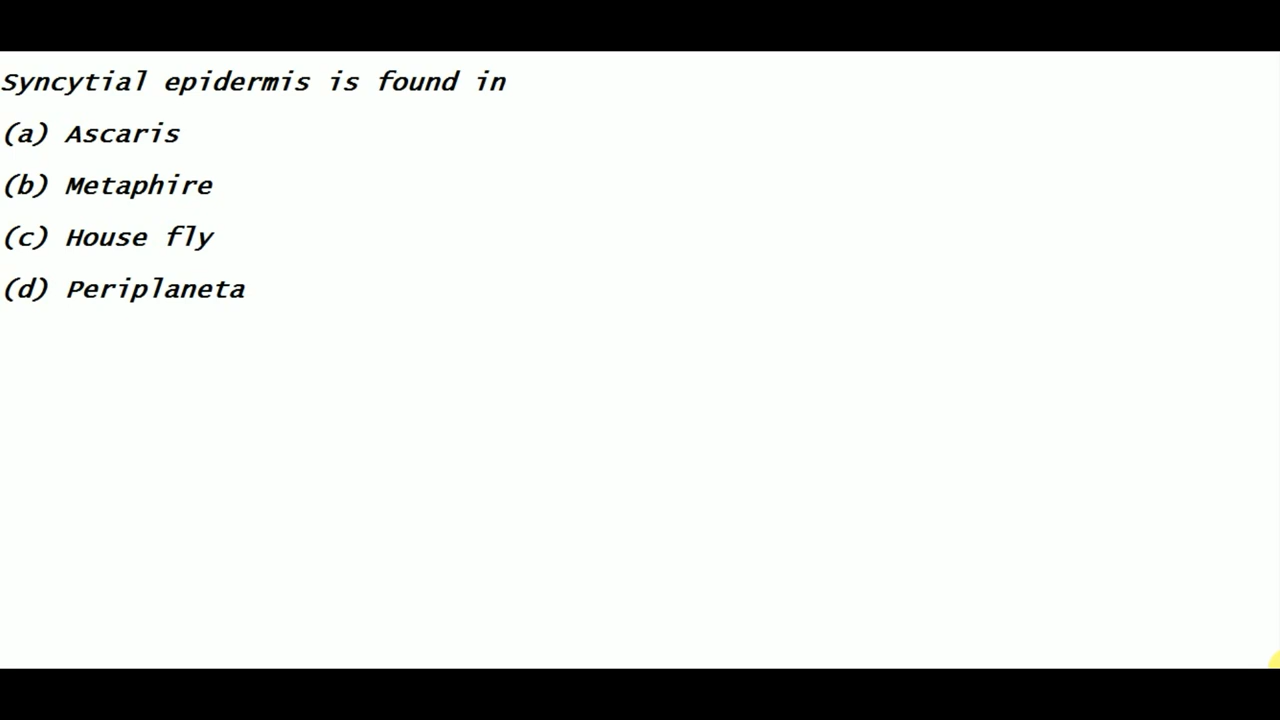 Syncytial epidermis is found in
(a) Ascaris
(b) Metaphire
(c) House fly
(d) Periplaneta